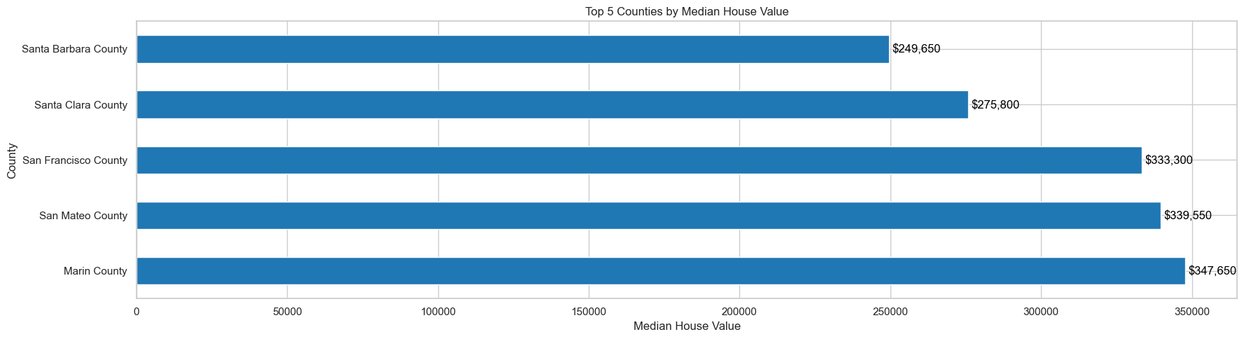 Top 5 Counties by Median House Value
County
Santa Barbara County
$249,650
Santa Clara County
$275,800
San Francisco County
$333,300
San Mateo County
$339,550
Marin County
$347,650
0
50000
100000
150000
200000
250000
300000
350000
Median House Value